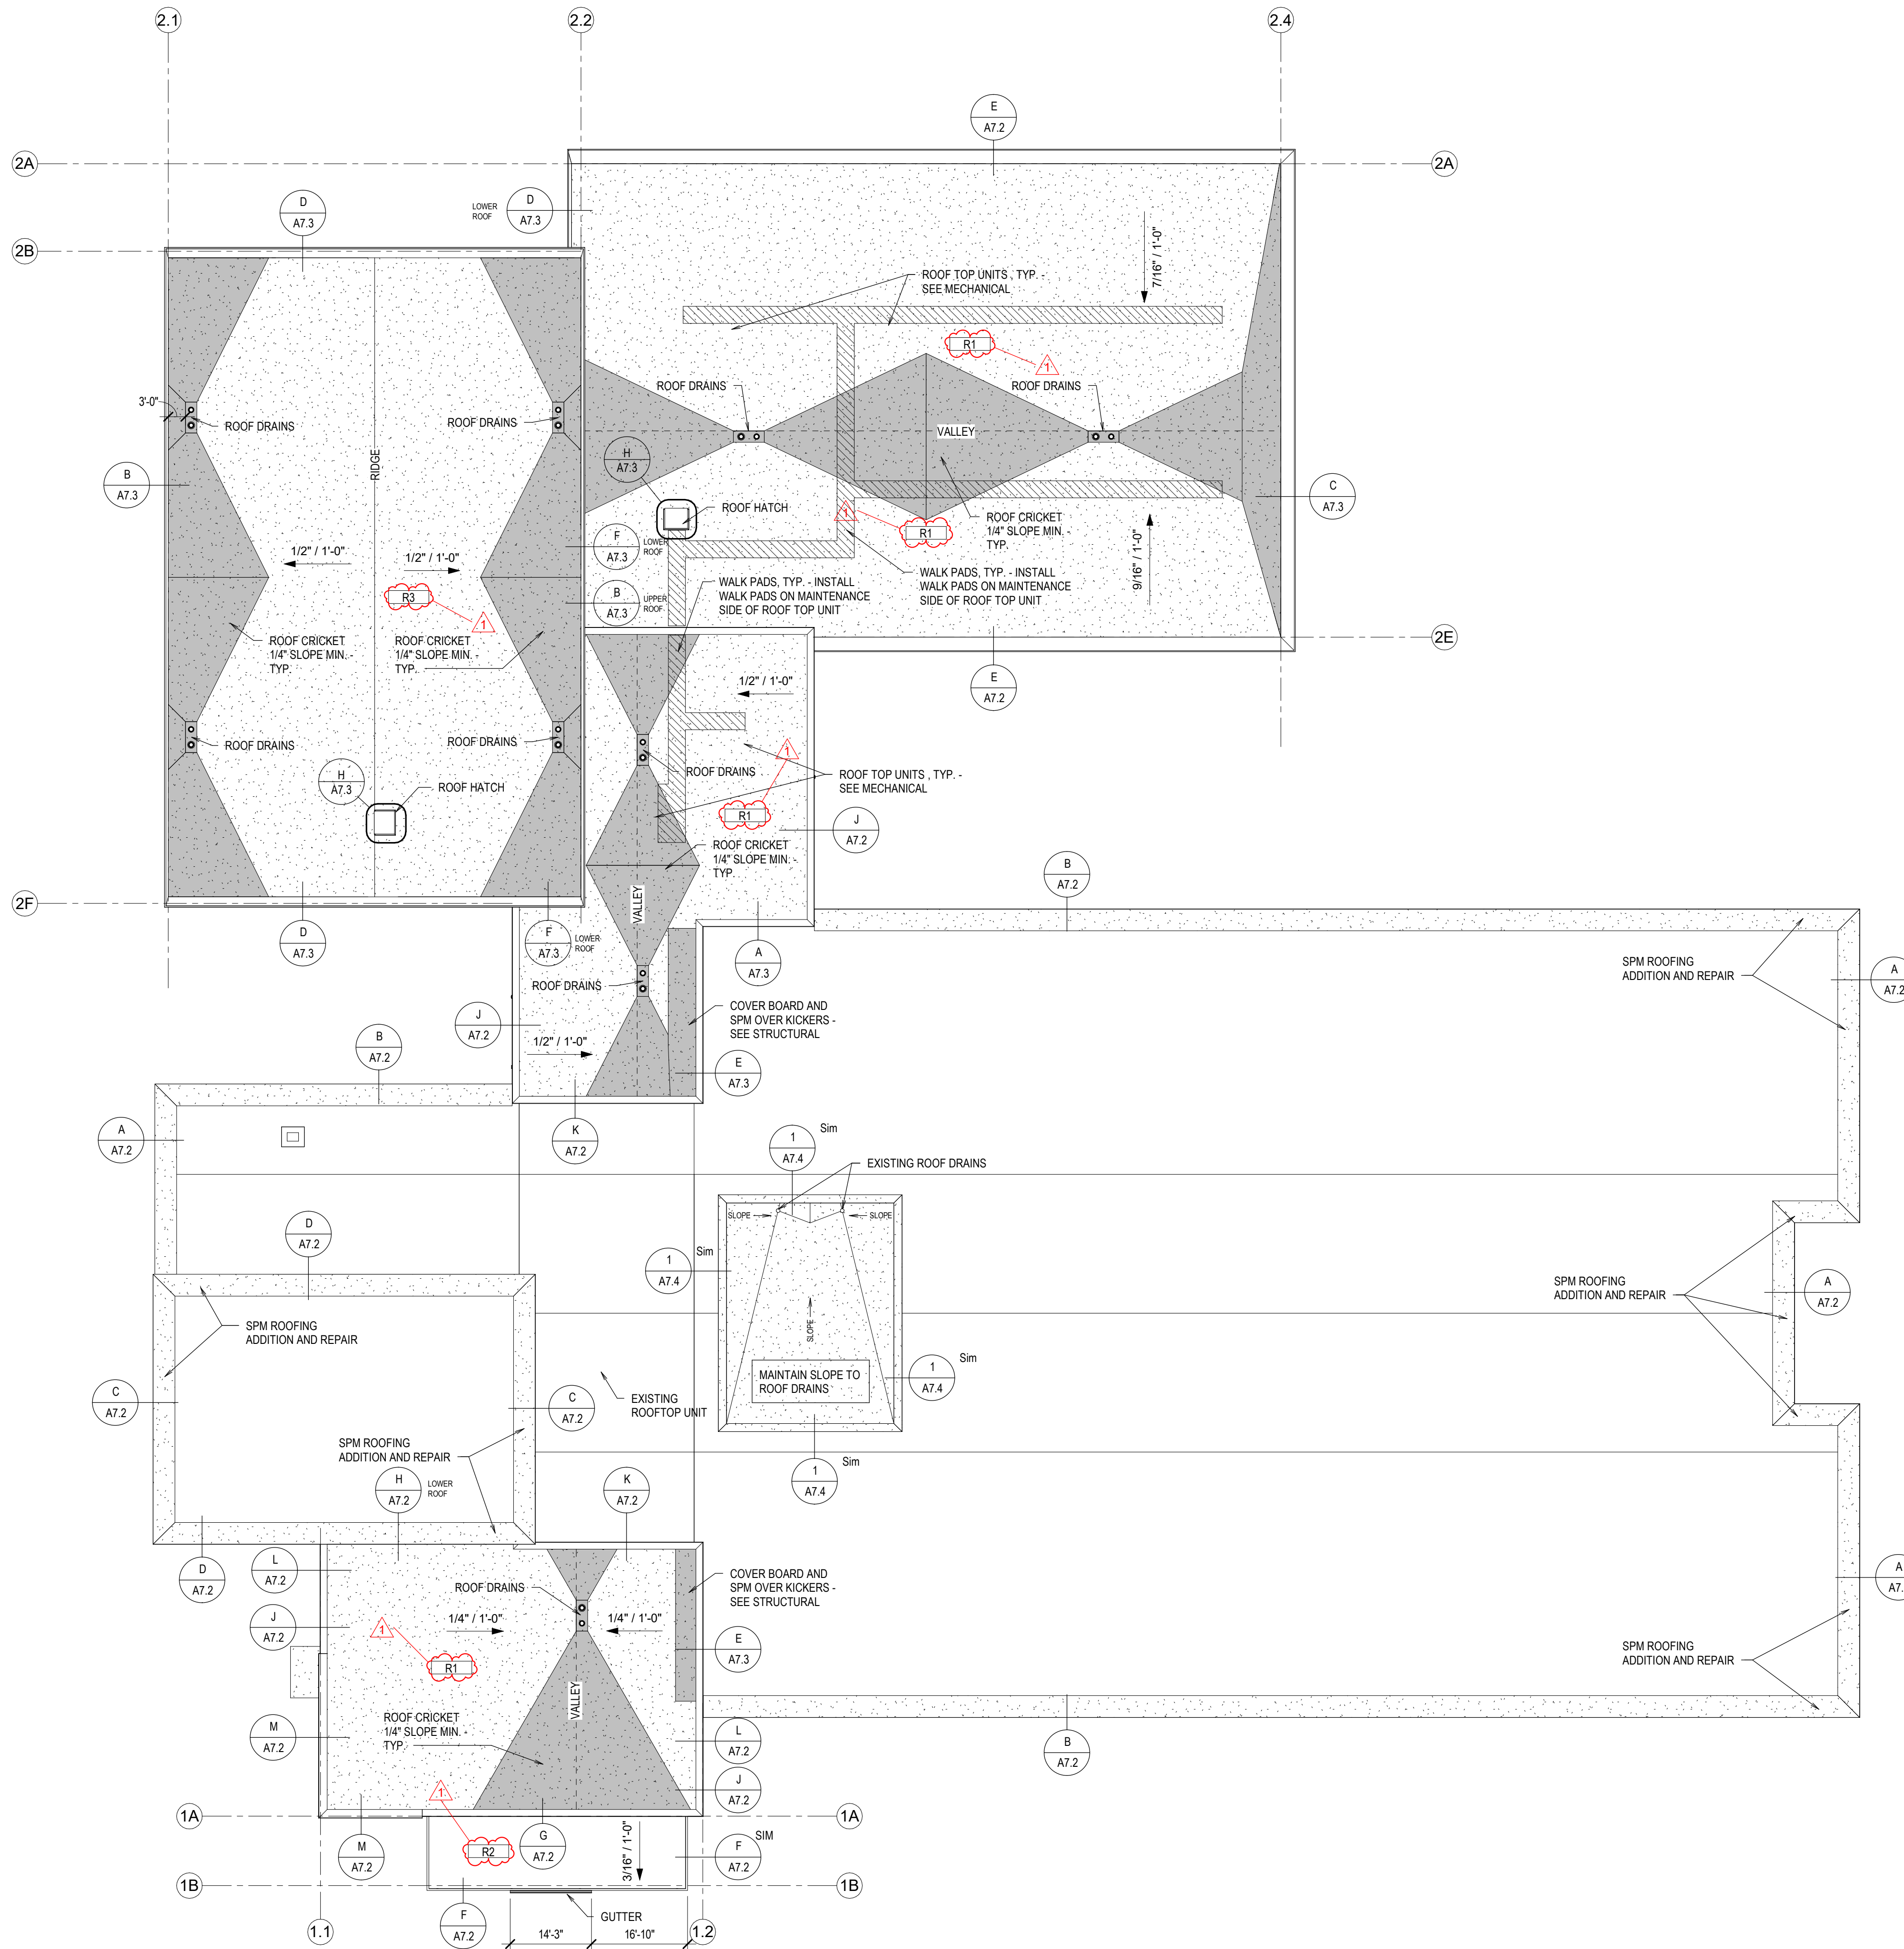 2.1
2.2
2.4
E
A7.2
2A
2A
D
A7.3
LOWER
ROOF
D
A7.3
2B
7/16" / 1'-0"
ROOF TOP UNITS , TYP. -
SEE MECHANICAL
R1
1
ROOF DRAINS
ROOF DRAINS
3'-0"
ROOF DRAINS
ROOF DRAINS
VALLEY
RIDGE
H
A7.3
B
A7.3
C
A7.3
ROOF HATCH
1
R1
ROOF CRICKET
1/4" SLOPE MIN. -
TYP.
F
A7.3
LOWER
ROOF
1/2" / 1'-0"
1/2" / 1'-0"
9/16" / 1'-0"
WALK PADS, TYP. - INSTALL
WALK PADS ON MAINTENANCE
SIDE OF ROOF TOP UNIT
WALK PADS, TYP. - INSTALL
WALK PADS ON MAINTENANCE
SIDE OF ROOF TOP UNIT
R3
1
B
A7.3
UPPER
ROOF
2E
ROOF CRICKET
1/4" SLOPE MIN. -
TYP.
ROOF CRICKET
1/4" SLOPE MIN. -
TYP.
1/2" / 1'-0"
E
A7.2
ROOF DRAINS
ROOF DRAINS
1
ROOF DRAINS
ROOF TOP UNITS , TYP. -
SEE MECHANICAL
H
A7.3
ROOF HATCH
R1
J
A7.2
ROOF CRICKET
1/4" SLOPE MIN. -
TYP.
B
A7.2
2F
VALLEY
D
A7.3
F
A7.3
LOWER
ROOF
A
A7.3
SPM ROOFING
ADDITION AND REPAIR
A
A7.2
ROOF DRAINS
COVER BOARD AND
SPM OVER KICKERS -
SEE STRUCTURAL
J
A7.2
B
A7.2
1/2" / 1'-0"
E
A7.3
A
A7.2
K
A7.2
1
A7.4
Sim
EXISTING ROOF DRAINS
D
A7.2
SLOPE
SLOPE
1
A7.4
Sim
SPM ROOFING
ADDITION AND REPAIR
A
A7.2
SPM ROOFING
ADDITION AND REPAIR
SLOPE
C
A7.2
C
A7.2
EXISTING
ROOFTOP UNIT
MAINTAIN SLOPE TO
ROOF DRAINS
1
A7.4
Sim
SPM ROOFING
ADDITION AND REPAIR
H
A7.2
LOWER
ROOF
K
A7.2
1
A7.4
Sim
L
A7.2
D
A7.2
ROOF DRAINS
COVER BOARD AND
SPM OVER KICKERS -
SEE STRUCTURAL
A
J
A7.2
1/4" / 1'-0"
1/4" / 1'-0"
1
R1
E
A7.3
SPM ROOFING
ADDITION AND REPAIR
VALLEY
ROOF CRICKET
1/4" SLOPE MIN. -
TYP.
M
A7.2
L
A7.2
B
A7.2
J
A7.2
1
1A
1A
M
A7.2
R2
G
A7.2
3/16" / 1'-0"
F
A7.2
SIM
1B
1B
F
A7.2
GUTTER
1.1
14'-3"
16'-10"
1.2